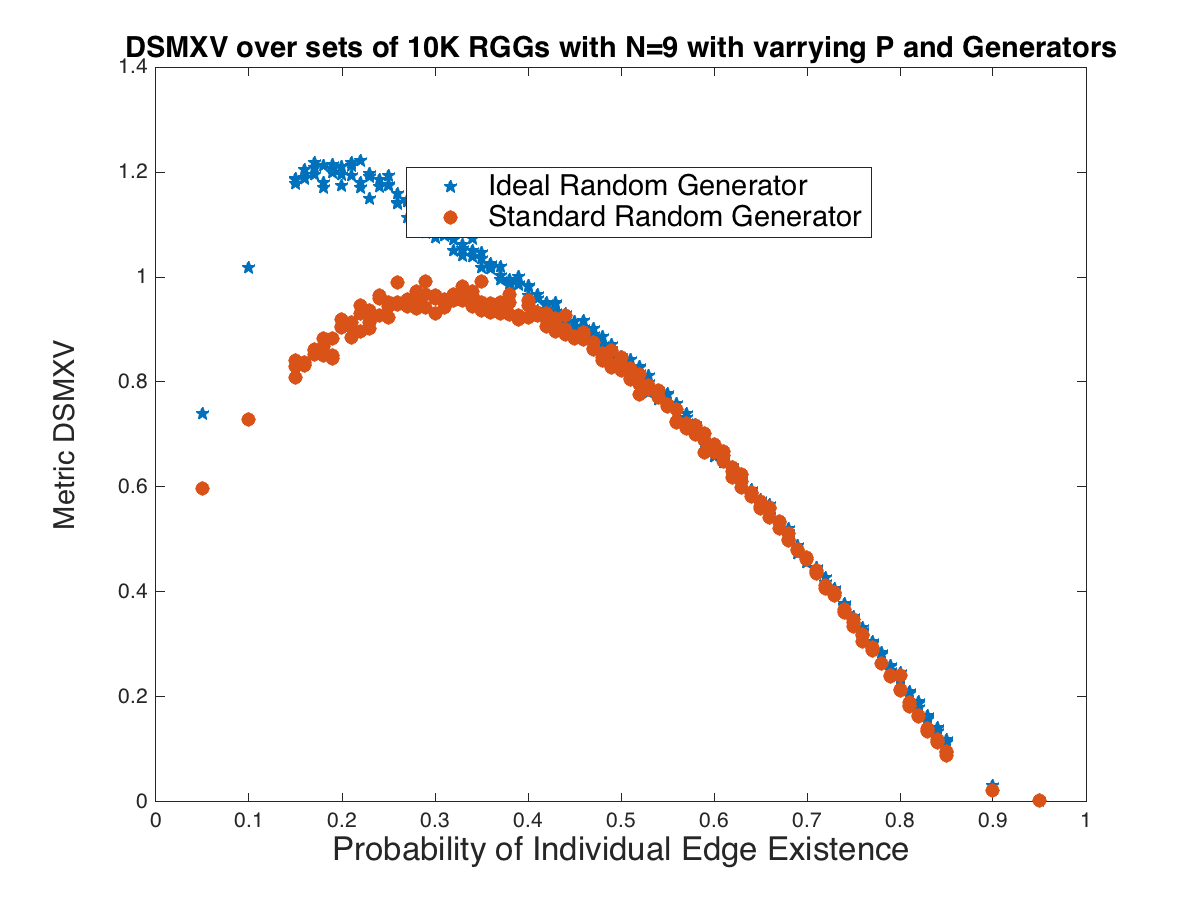 DSMXV over sets of 10K RGGs with N=9 with varrying P and Generators
1.4
1.2
1
0.8
0.6
0.4
0.2
0
Metric DSMXV
Ideal Random Generator
Standard Random Generator
0 0.1 0.2 0.3 0.4 0.5 0.6 0.7 0.8 0.9 1
Probability of Individual Edge Existence